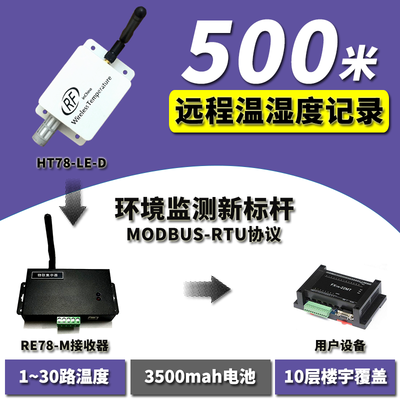 500米
远程温湿度记录
RF
Wireless Temperature
HT78-LE-D
环境监测新标杆
MODBUS-RTU协议
RE78-M接收器
用户设备
1~30路温度
3500mah电池
10层楼宇覆盖